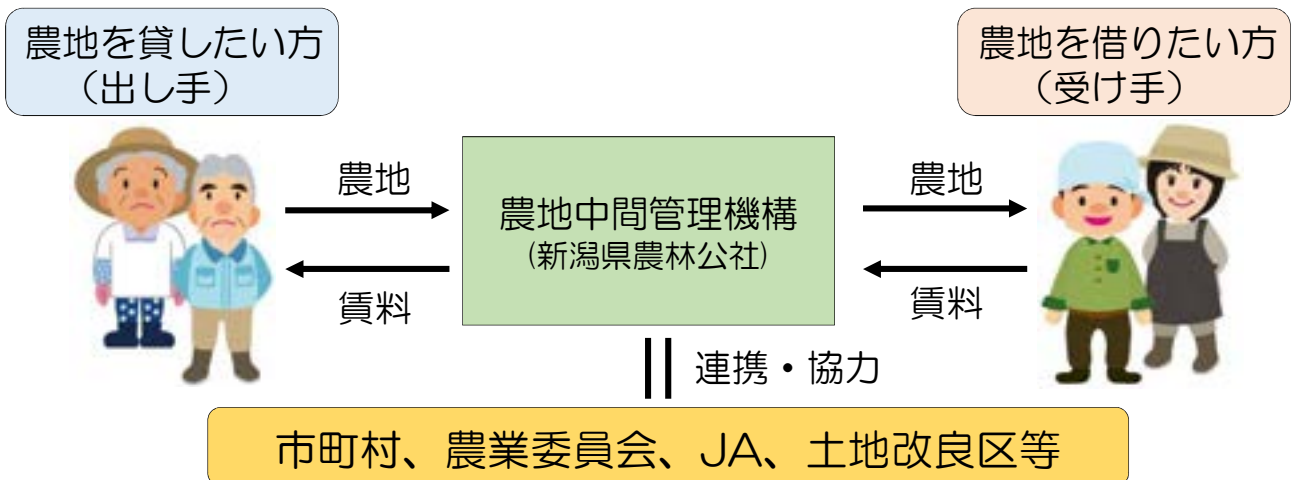 農地を貸したい方
（出し手）
農地を借りたい方
（受け手）
農地
賃料
農地中間管理機構
(新潟県農林公社)
農地
賃料
連携・協力
市町村、農業委員会、JA、土地改良区等